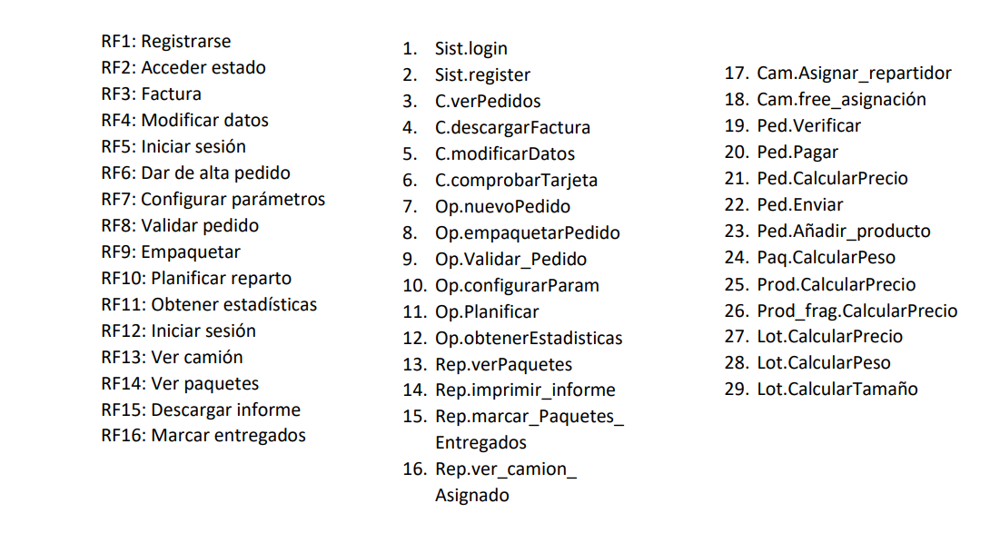 RF1: Registrarse
RF2: Acceder estado
RF3: Factura
RF4: Modificar datos
RF5: Iniciar sesión
RF6: Dar de alta pedido
RF7: Configurar parámetros
RF8: Validar pedido
RF9: Empaquetar
RF10: Planificar reparto
RF11: Obtener estadísticas
RF12: Iniciar sesión
RF13: Ver camión
RF14: Ver paquetes
RF15: Descargar informe
RF16: Marcar entregados
1. Sist.login
2. Sist.register
3. C.verPedidos
4. C.descargarFactura
5. C.modificarDatos
6. C.comprobarTarjeta
7. Op.nuevoPedido
8. Op.empaquetarPedido
9. Op.Validar_Pedido
10. Op.configurarParam
11. Op.Planificar
12. Op.obtenerEstadisticas
13. Rep.verPaquetes
14. Rep.imprimir_informe
15. Rep.marcar_Paquetes_
Entregados
16. Rep.ver_camion_
Asignado
17. Cam.Asignar_repartidor
18. Cam.free_asignación
19. Ped.Verificar
20. Ped.Pagar
21. Ped.CalcularPrecio
22. Ped.Enviar
23. Ped.Añadir_producto
24. Paq.CalcularPeso
25. Prod.CalcularPrecio
26. Prod_frag.CalcularPrecio
27. Lot.CalcularPrecio
28. Lot.CalcularPeso
29. Lot.CalcularTamaño